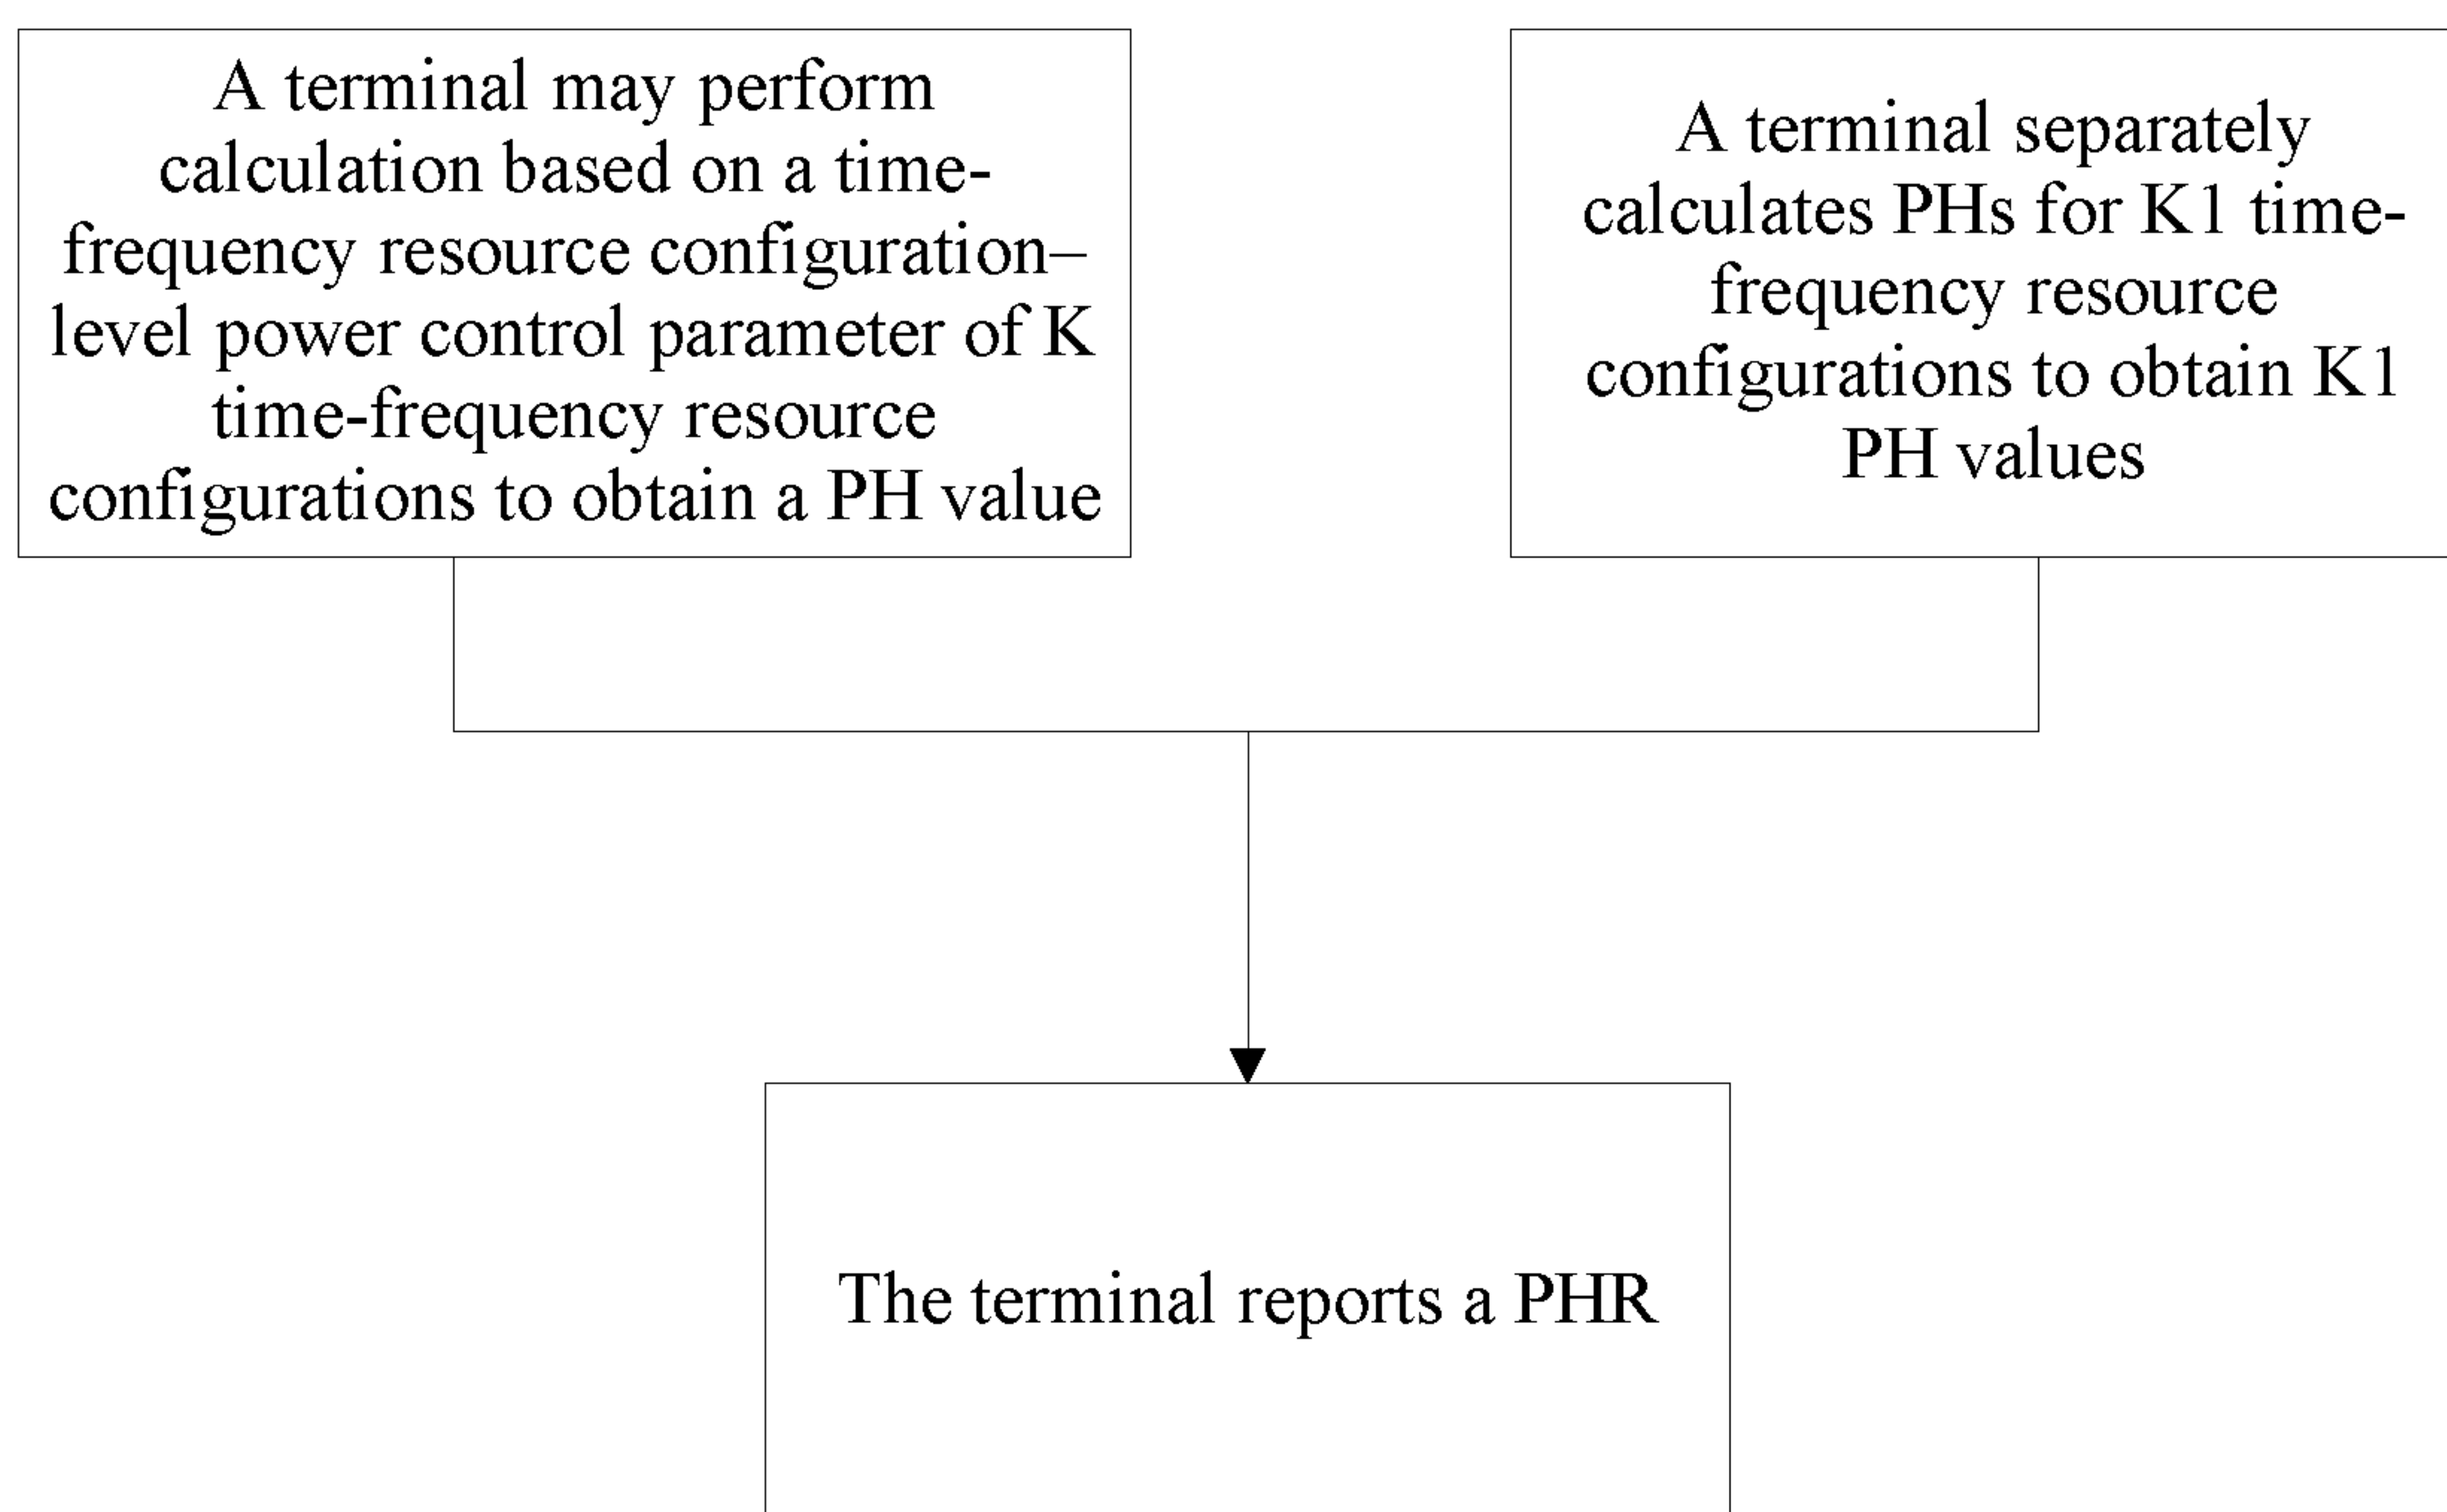 A terminal may perform
calculation based on a time-
frequency resource configuration–
level power control parameter of K
time-frequency resource
configurations to obtain a PH value
A terminal separately
calculates PHs for K1 time-
frequency resource
configurations to obtain K1
PH values
The terminal reports a PHR